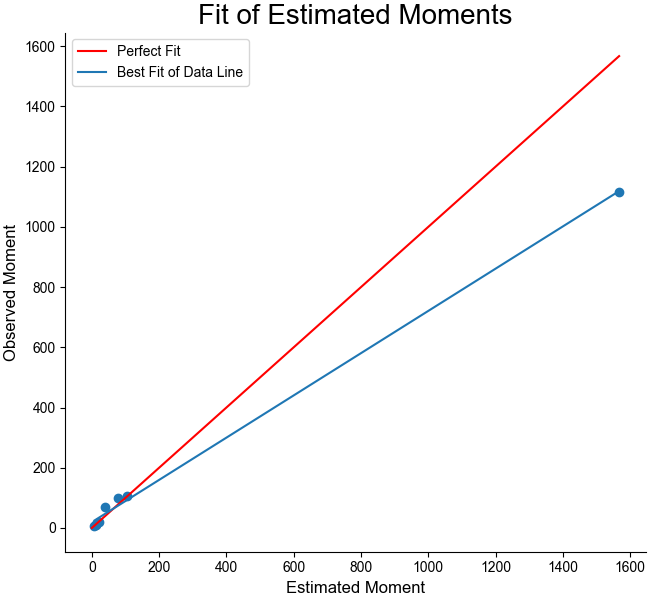 Fit of Estimated Moments
Perfect Fit
Best Fit of Data Line
1600
1400
1200
1000
800
600
400
200
0
Observed Moment
0 200 400 600 800 1000 1200 1400 1600
Estimated Moment